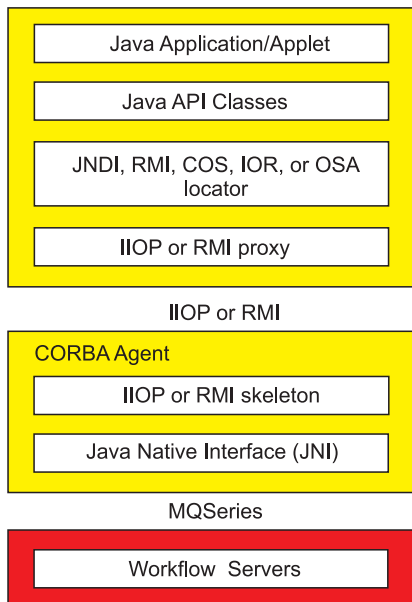 Java Application/Applet
Java API Classes
JNDI, RMI, COS, IOR, or OSA
locator
IIOP or RMI proxy
IIOP or RMI
CORBA Agent
IIOP or RMI skeleton
Java Native Interface (JNI)
MQSeries
Workflow Servers